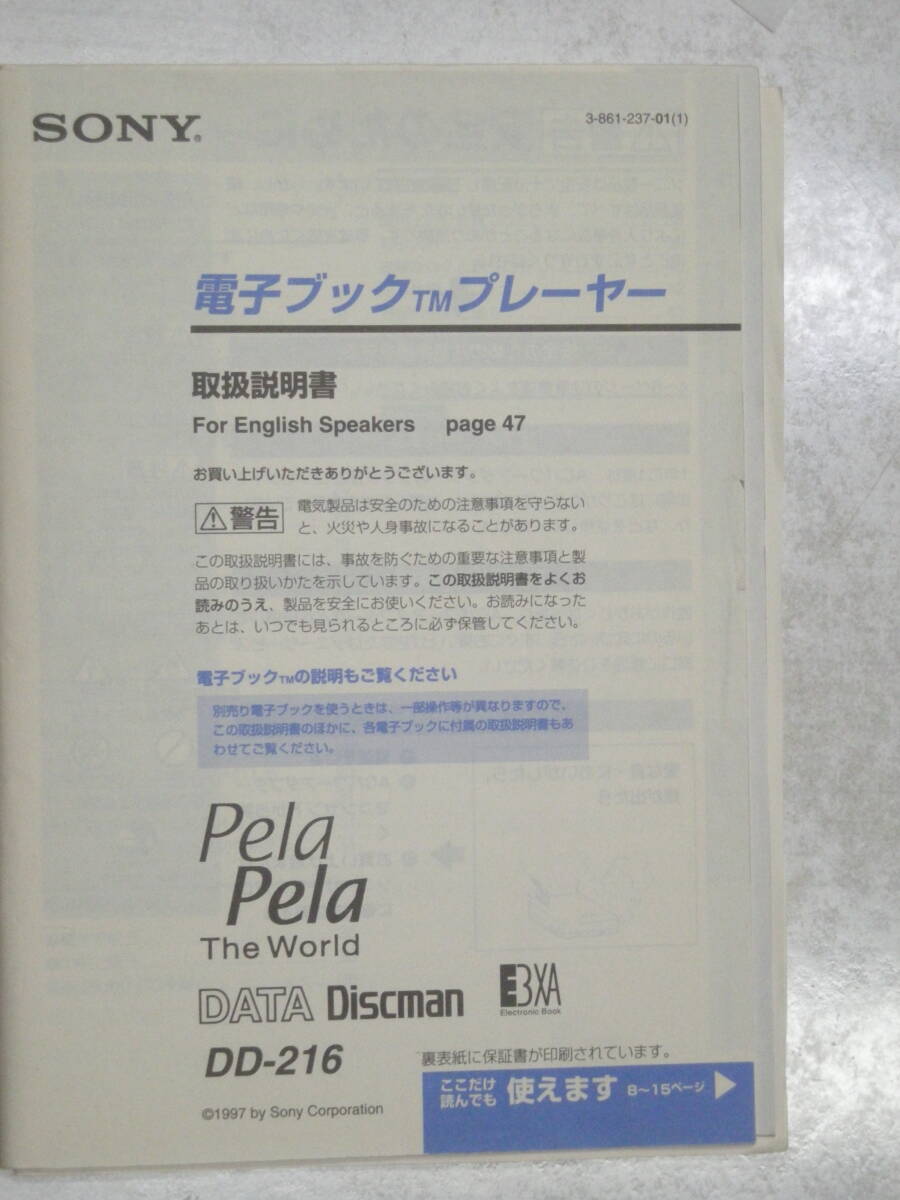 SONY®
3-861-237-01(1)
電子ブックTMプレーヤー
取扱説明書
For English Speakers page 47
お買い上げいただきありがとうございます。
警告
電気製品は安全のための注意事項を守らない
と、火災や人身事故になることがあります。
この取扱説明書には、事故を防ぐための重要な注意事項と製
品の取り扱いかたを示しています。この取扱説明書をよくお
読みのうえ、製品を安全にお使いください。お読みになった
あとは、いつでも見られるところに必ず保管してください。
電子ブックTMの説明もご覧ください
別売り電子ブックを使うときは、一部操作等が異なりますので、
この取扱説明書のほかに、各電子ブックに付属の取扱説明書もあ
わせてご覧ください。
Pela
Pela
The World
DATA Discman
EBXA
Electronic Book
DD-216
裏表紙に保証書が印刷されています。
ここだけ
読んでも
使えます 8〜15ページ
©1997 by Sony Corporation